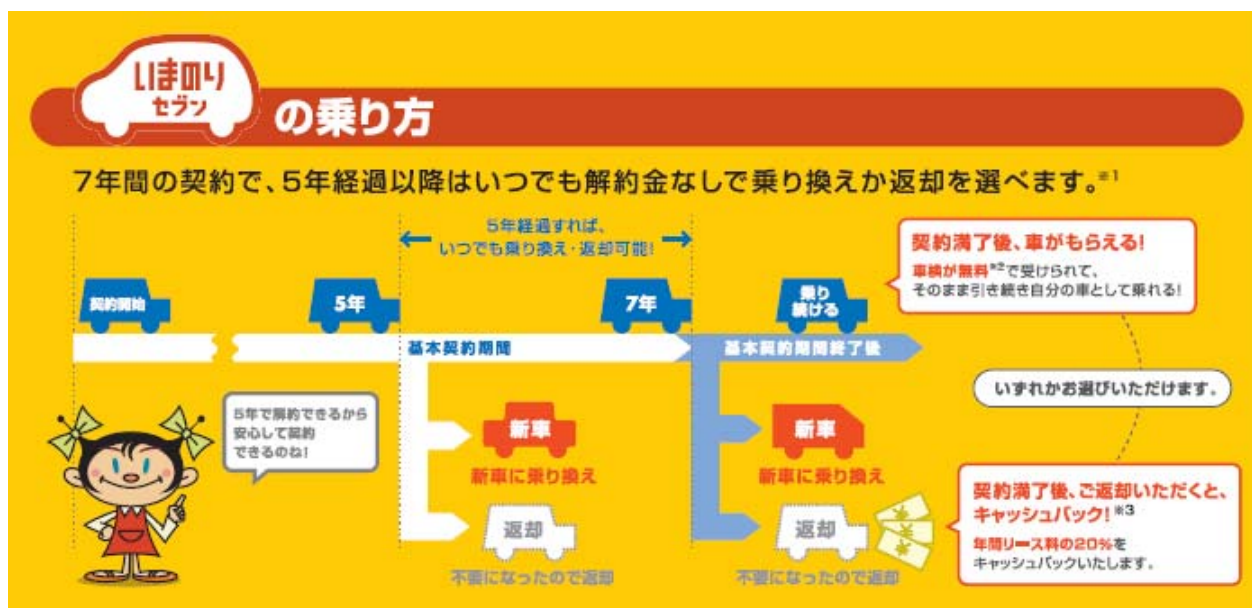 いまのり
セブン
の乗り方
7年間の契約で、5年経過以降はいつでも解約金なしで乗り換えか返却を選べます。※1
5年経過すれば、
いつでも乗り換え・返却可能!
契約満了後、車がもらえる!
車検が無料※2で受けられて、
そのまま引き続き自分の車として乗れる!
契約開始
5年
7年
乗り
続ける
基本契約期間
基本契約期間終了後
いずれかお選びいただけます。
5年で解約できるから
安心して契約
できるのね!
新車
新車に乗り換え
新車
新車に乗り換え
契約満了後、ご返却いただくと、
キャッシュバック!※3
年間リース料の20%を
キャッシュバックいたします。
返却
不要になったので返却
返却
不要になったので返却
¥
¥
¥